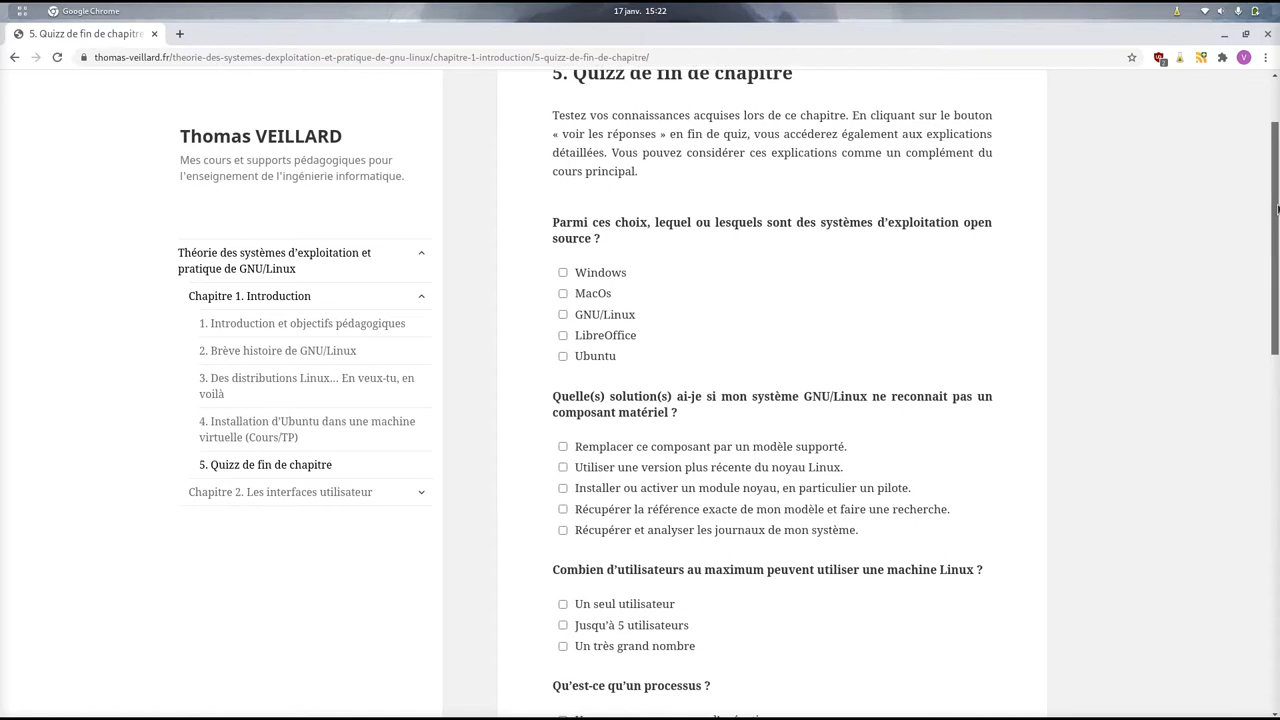 Google Chrome
17 janv. 15:22
5. Quizz de fin de chapitre
thomas-veillard.fr/theorie-des-systemes-dexploitation-et-pratique-de-gnu-linux/chapitre-1-introduction/5-quizz-de-fin-de-chapitre/
2
V
Thomas VEILLARD
Mes cours et supports pédagogiques pour
l'enseignement de l'ingénierie informatique.
Théorie des systèmes d’exploitation et
pratique de GNU/Linux
Chapitre 1. Introduction
1. Introduction et objectifs pédagogiques
2. Brève histoire de GNU/Linux
3. Des distributions Linux… En veux-tu, en
voilà
4. Installation d’Ubuntu dans une machine
virtuelle (Cours/TP)
5. Quizz de fin de chapitre
Chapitre 2. Les interfaces utilisateur
5. Quizz de fin de chapitre
Testez vos connaissances acquises lors de ce chapitre. En cliquant sur le bouton
« voir les réponses » en fin de quiz, vous accéderez également aux explications
détaillées. Vous pouvez considérer ces explications comme un complément du
cours principal.
Parmi ces choix, lequel ou lesquels sont des systèmes d’exploitation open
source ?
Windows
MacOs
GNU/Linux
LibreOffice
Ubuntu
Quelle(s) solution(s) ai-je si mon système GNU/Linux ne reconnait pas un
composant matériel ?
Remplacer ce composant par un modèle supporté.
Utiliser une version plus récente du noyau Linux.
Installer ou activer un module noyau, en particulier un pilote.
Récupérer la référence exacte de mon modèle et faire une recherche.
Récupérer et analyser les journaux de mon système.
Combien d’utilisateurs au maximum peuvent utiliser une machine Linux ?
Un seul utilisateur
Jusqu’à 5 utilisateurs
Un très grand nombre
Qu’est-ce qu’un processus ?